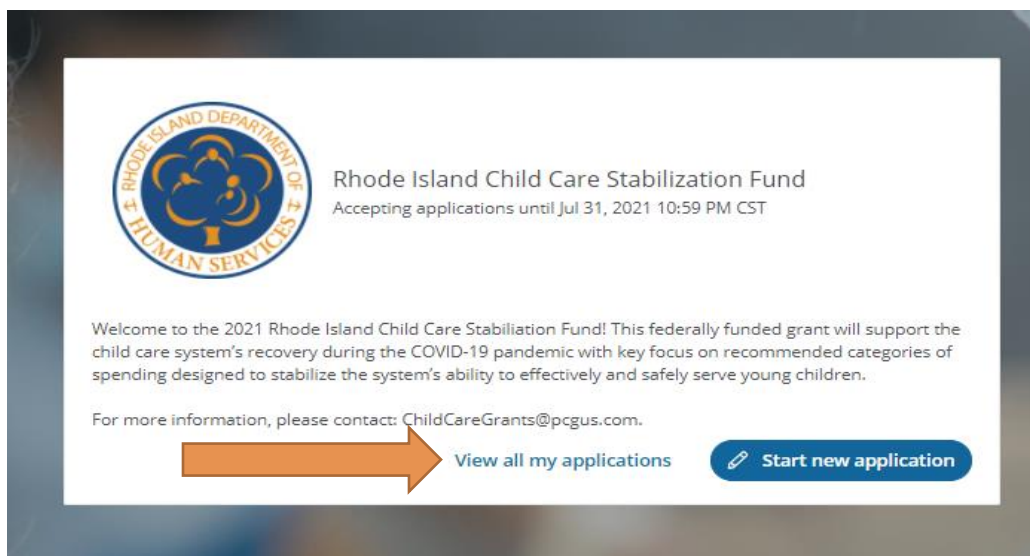 RHODE ISLAND DEPARTMENT OF
HUMAN SERVICES
Rhode Island Child Care Stabilization Fund
Accepting applications until Jul 31, 2021 10:59 PM CST
Welcome to the 2021 Rhode Island Child Care Stabiliation Fund! This federally funded grant will support the
child care system's recovery during the COVID-19 pandemic with key focus on recommended categories of
spending designed to stabilize the system's ability to effectively and safely serve young children.
For more information, please contact: ChildCareGrants@pcgus.com.
View all my applications
Start new application